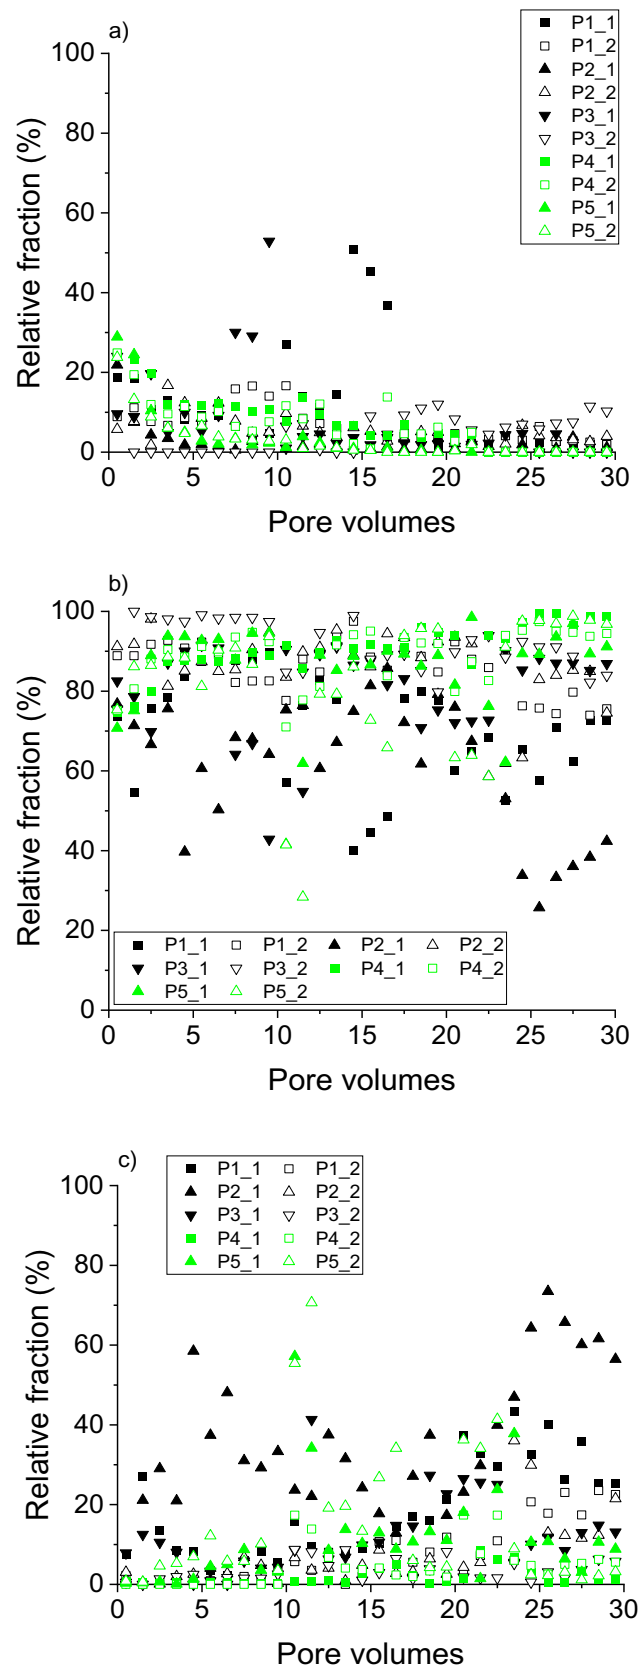 a)
P1_1
P1_2
P2_1
P2_2
P3_1
P3_2
P4_1
P4_2
P5_1
P5_2
100
80
60
40
20
0
Relative fraction (%)
0 5 10 15 20 25 30
Pore volumes
b)
100
80
60
40
20
0
Relative fraction (%)
P1_1 P1_2 P2_1 P2_2
P3_1 P3_2 P4_1 P4_2
P5_1 P5_2
0 5 10 15 20 25 30
Pore volumes
c)
P1_1 P1_2
P2_1 P2_2
P3_1 P3_2
P4_1 P4_2
P5_1 P5_2
100
80
60
40
20
0
Relative fraction (%)
0 5 10 15 20 25 30
Pore volumes